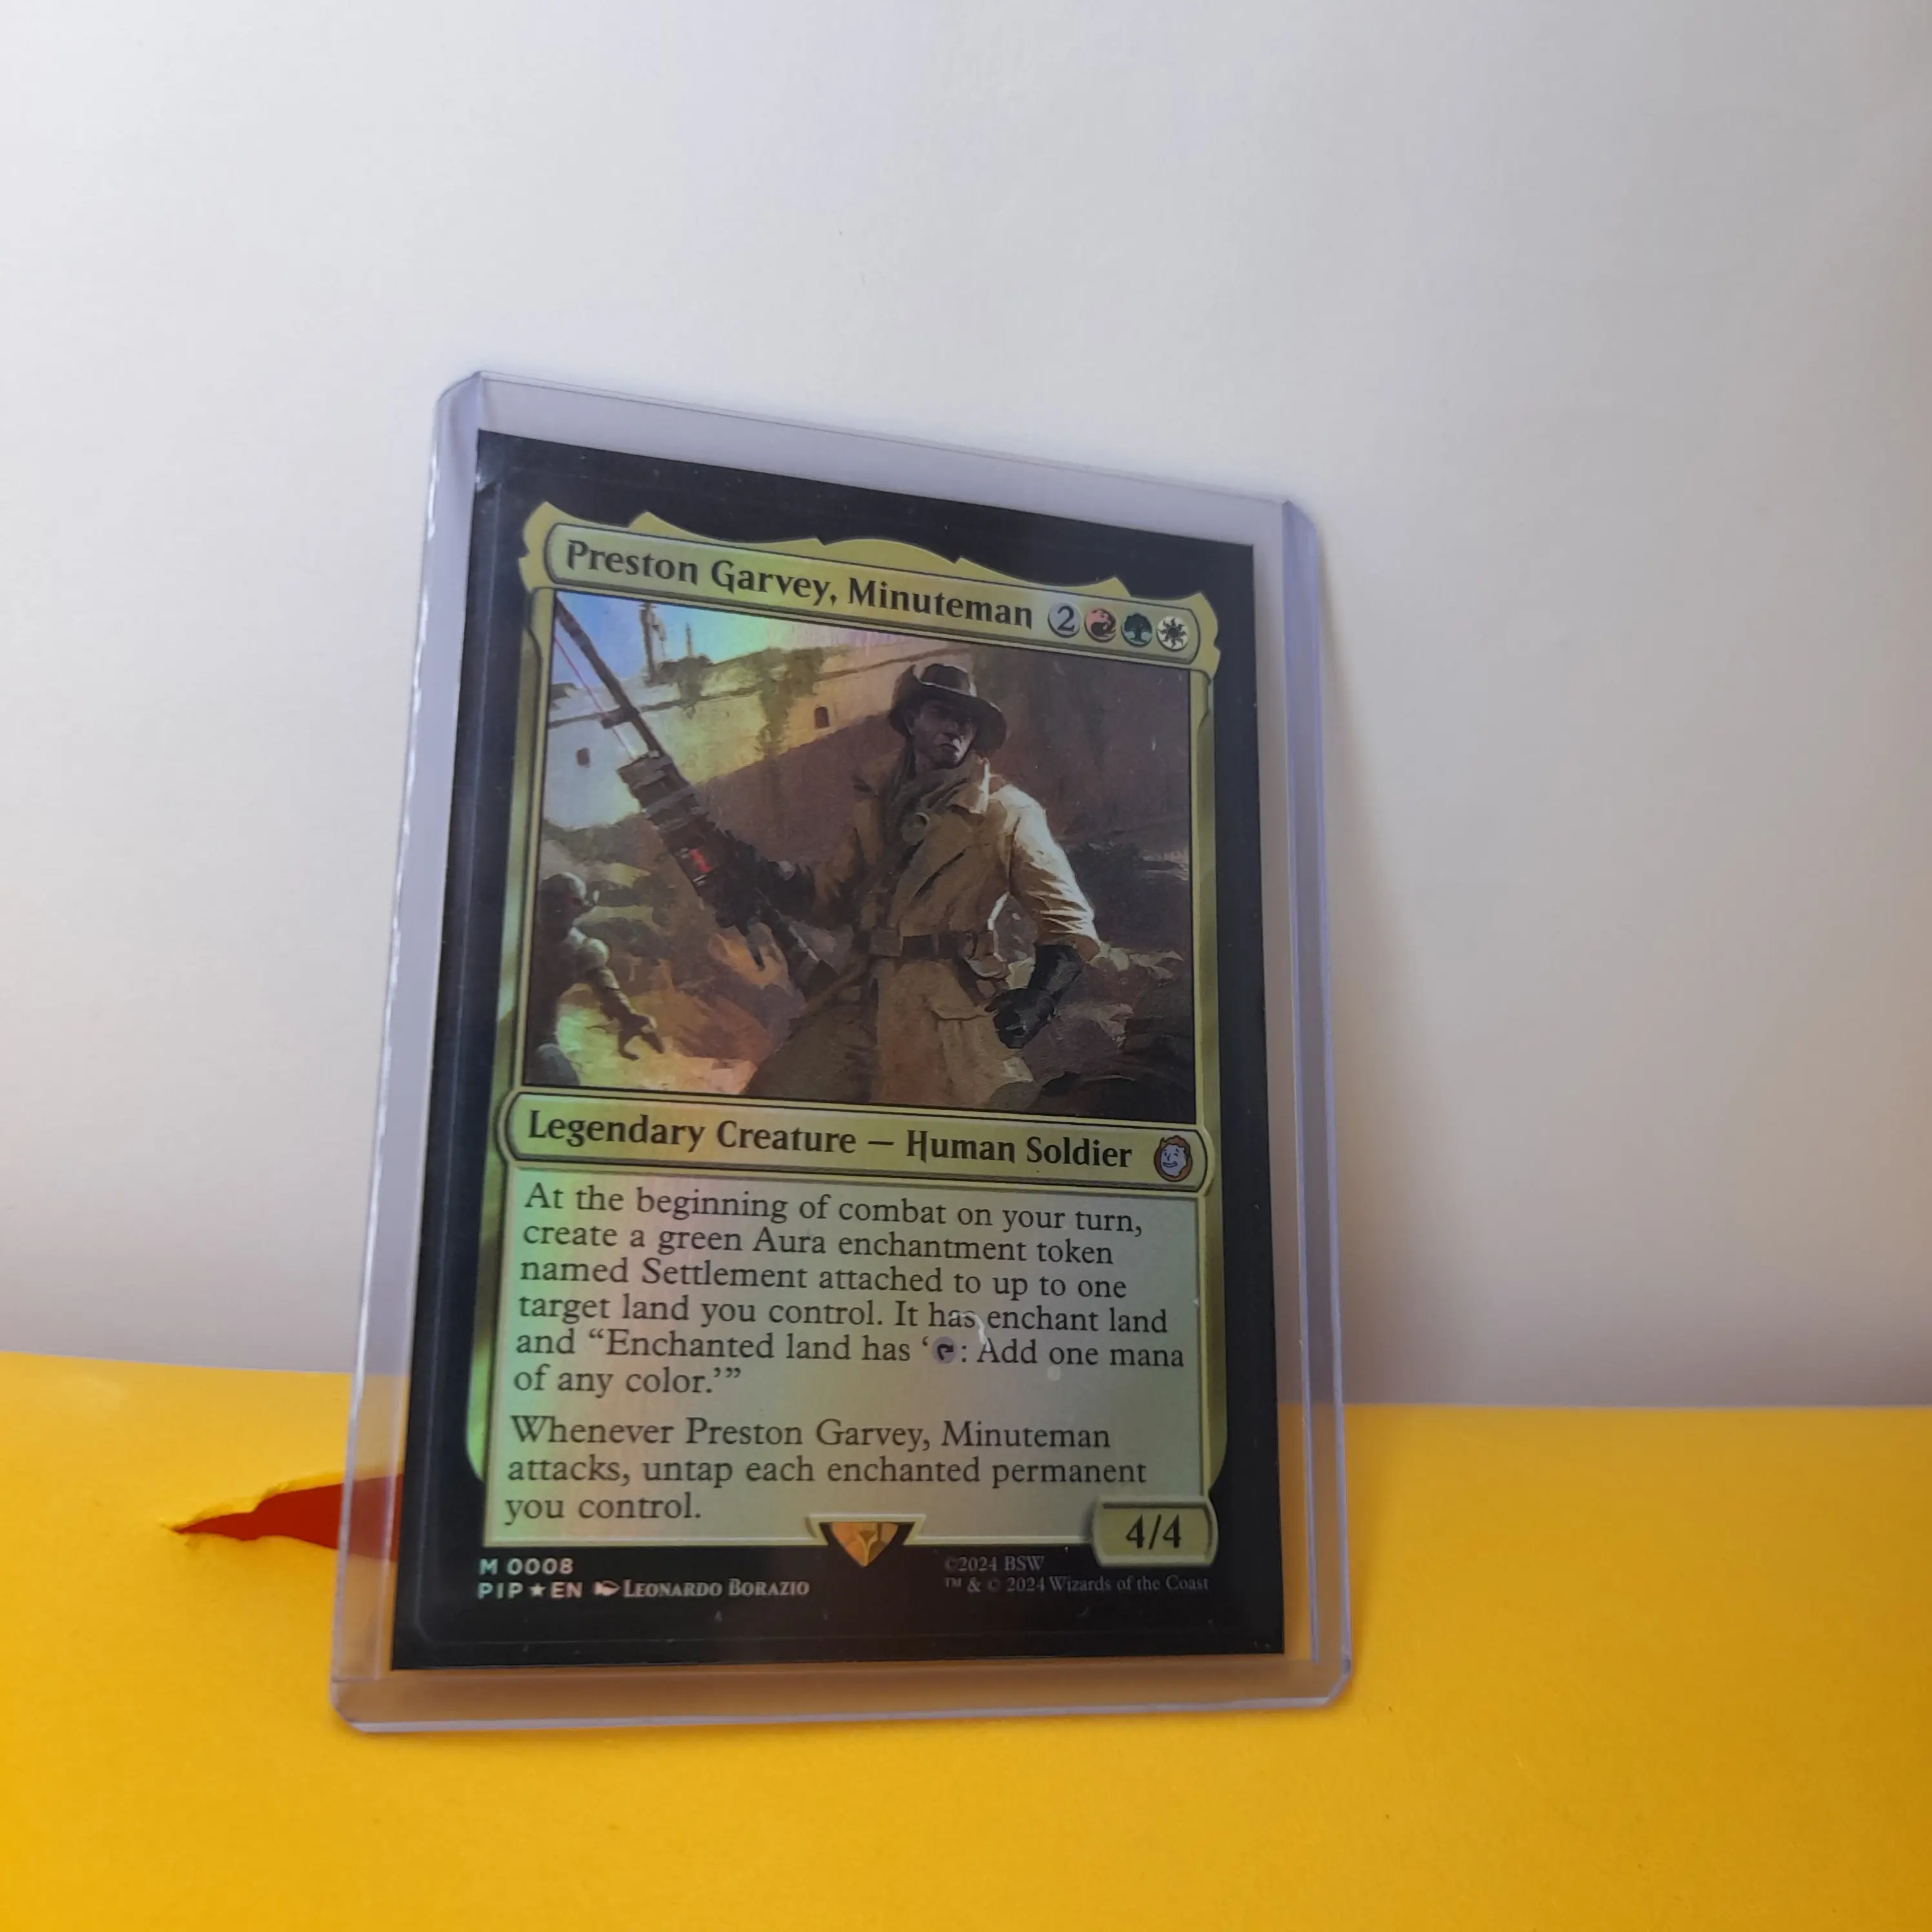 Preston Garvey, Minuteman 2
Legendary Creature — Human Soldier
At the beginning of combat on your turn,
create a green Aura enchantment token
named Settlement attached to up to one
target land you control. It has enchant land
and “Enchanted land has ‘: Add one mana
of any color.’”
Whenever Preston Garvey, Minuteman
attacks, untap each enchanted permanent
you control.
4/4
M 0008
PIP★EN LEONARDO BORAZIO
©2024 BSW
™ & © 2024 Wizards of the Coast